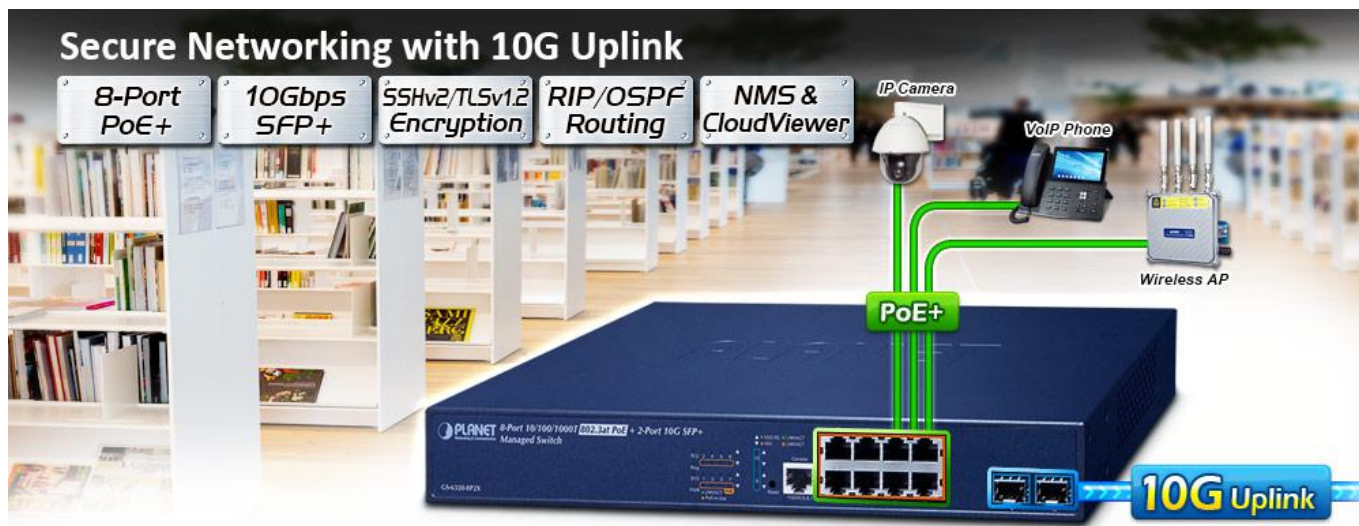 Secure Networking with 10G Uplink
8-Port
PoE+
10Gbps
SFP+
SSHv2/TLSv1.2
Encryption
RIP/OSPF
Routing
NMS &
CloudViewer
IP Camera
VoIP Phone
Wireless AP
PoE+
PLANET
8-Port 10/100/1000T 802.3at PoE + 2-Port 10G SFP+
Managed Switch
Console
Reset
10G Uplink